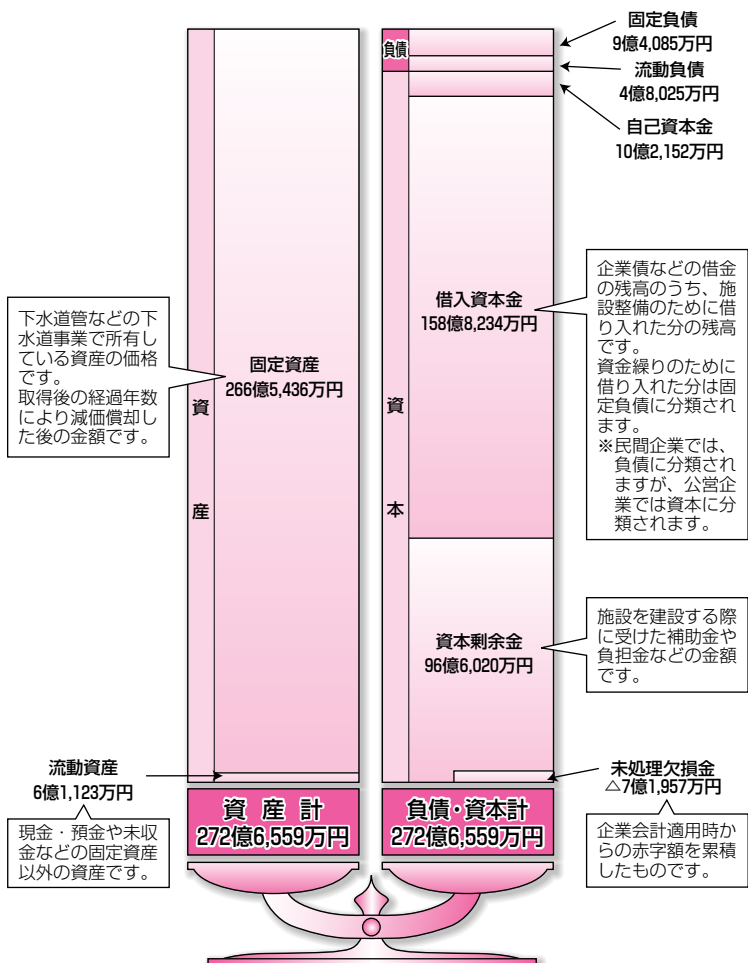 固定負債
9億4,085万円
流動負債
4億8,025万円
自己資本金
10億2,152万円
負債
資本
借入資本金
158億8,234万円
企業債などの借金
の残高のうち、施
設整備のために借
り入れた分の残高
です。
資金繰りのために
借り入れた分は固
定負債に分類され
ます。
※民間企業では、
負債に分類され
ますが、公営企
業では資本に分
類されます。
下水道管などの下
水道事業で所有し
ている資産の価格
です。
取得後の経過年数
により減価償却し
た後の金額です。
資産
固定資産
266億5,436万円
資本剰余金
96億6,020万円
施設を建設する際
に受けた補助金や
負担金などの金額
です。
流動資産
6億1,123万円
現金・預金や未収
金などの固定資産
以外の資産です。
未処理欠損金
△7億1,957万円
企業会計適用時か
らの赤字額を累積
したものです。
資産計
272億6,559万円
負債・資本計
272億6,559万円